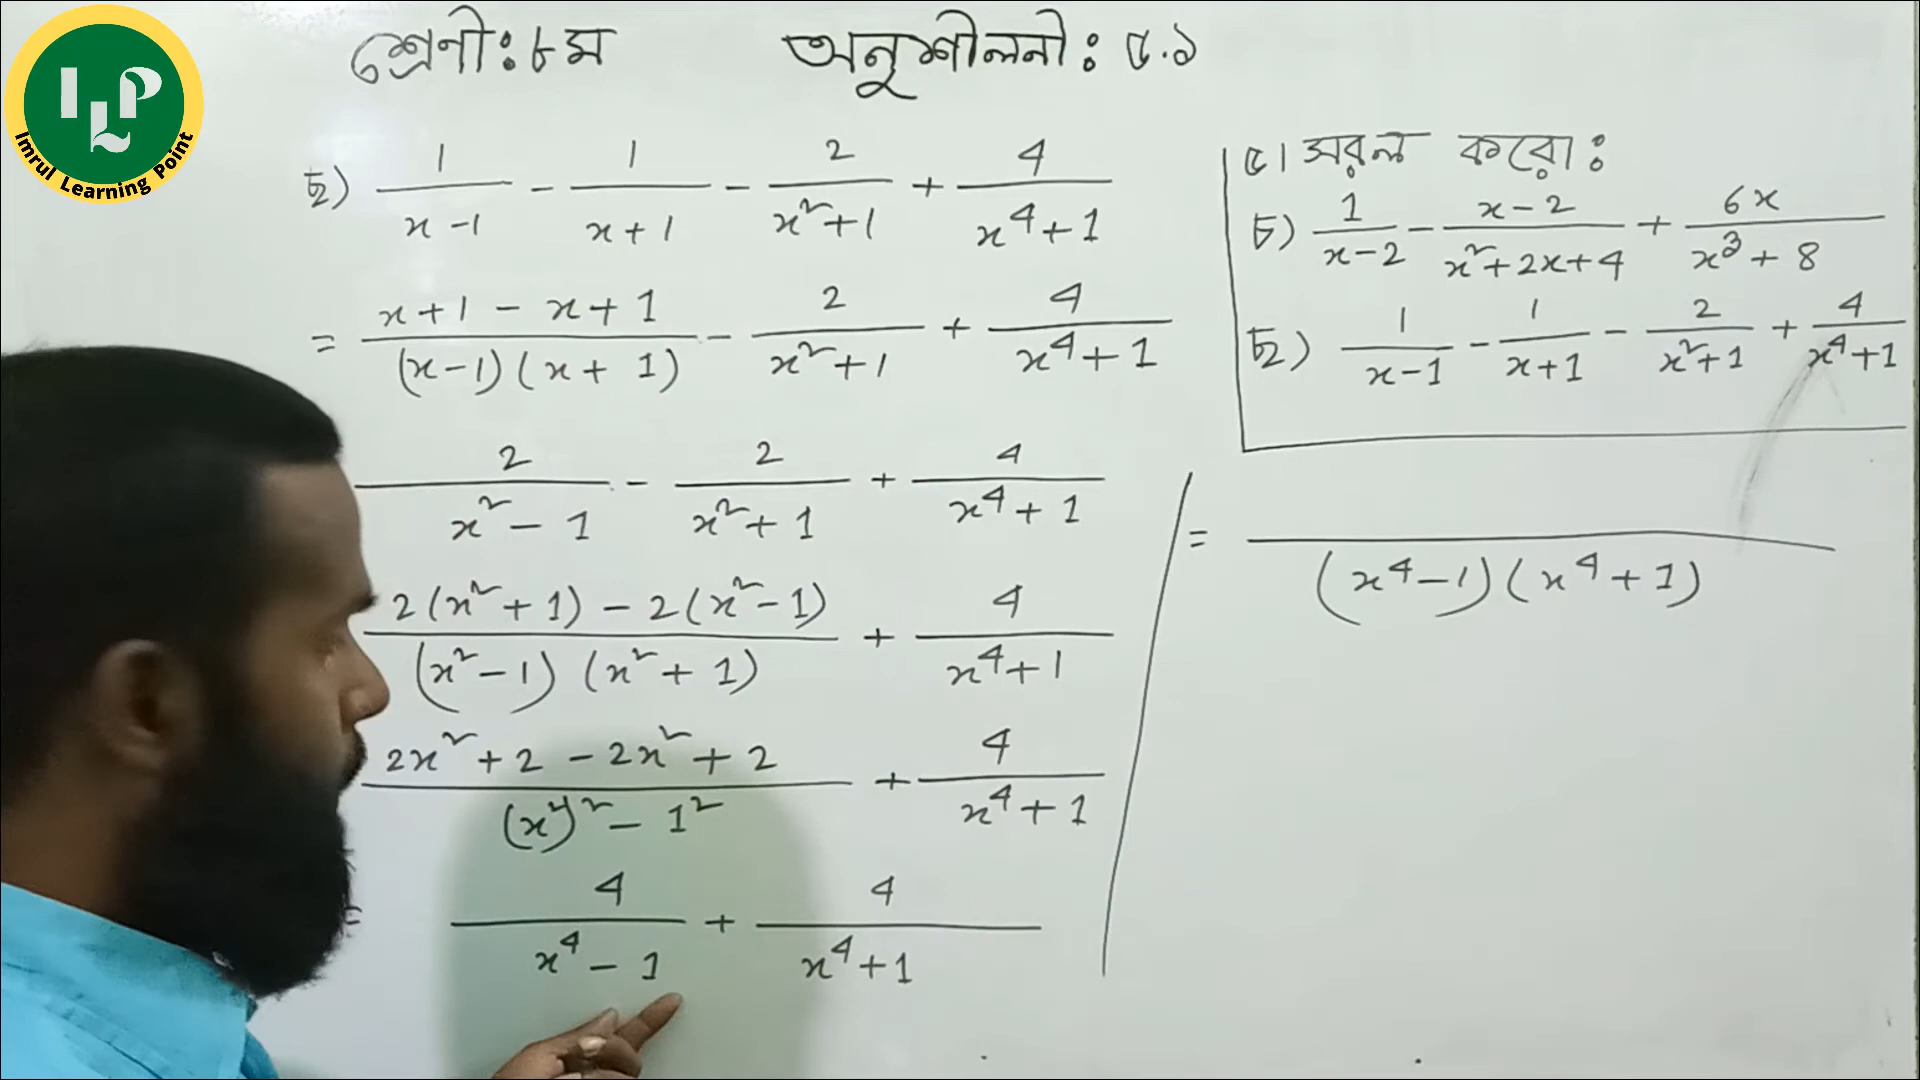 ILP
Imrul Learning Point
শ্রেনী: ৮ম অনুশীলনী: ৫.১
ছ) 1/(x-1) - 1/(x+1) - 2/(x²+1) + 4/(x⁴+1)
= (x+1-x+1)/((x-1)(x+1)) - 2/(x²+1) + 4/(x⁴+1)
2/(x²-1) - 2/(x²+1) + 4/(x⁴+1)
(2(x²+1)-2(x²-1))/((x²-1)(x²+1)) + 4/(x⁴+1)
(2x²+2-2x²+2)/((x²)²-1²) + 4/(x⁴+1)
= 4/(x⁴-1) + 4/(x⁴+1)
৫। সরল করো:
চ) 1/(x-2) - (x-2)/(x²+2x+4) + 6x/(x³+8)
ছ) 1/(x-1) - 1/(x+1) - 2/(x²+1) + 4/(x⁴+1)
= /((x⁴-1)(x⁴+1))